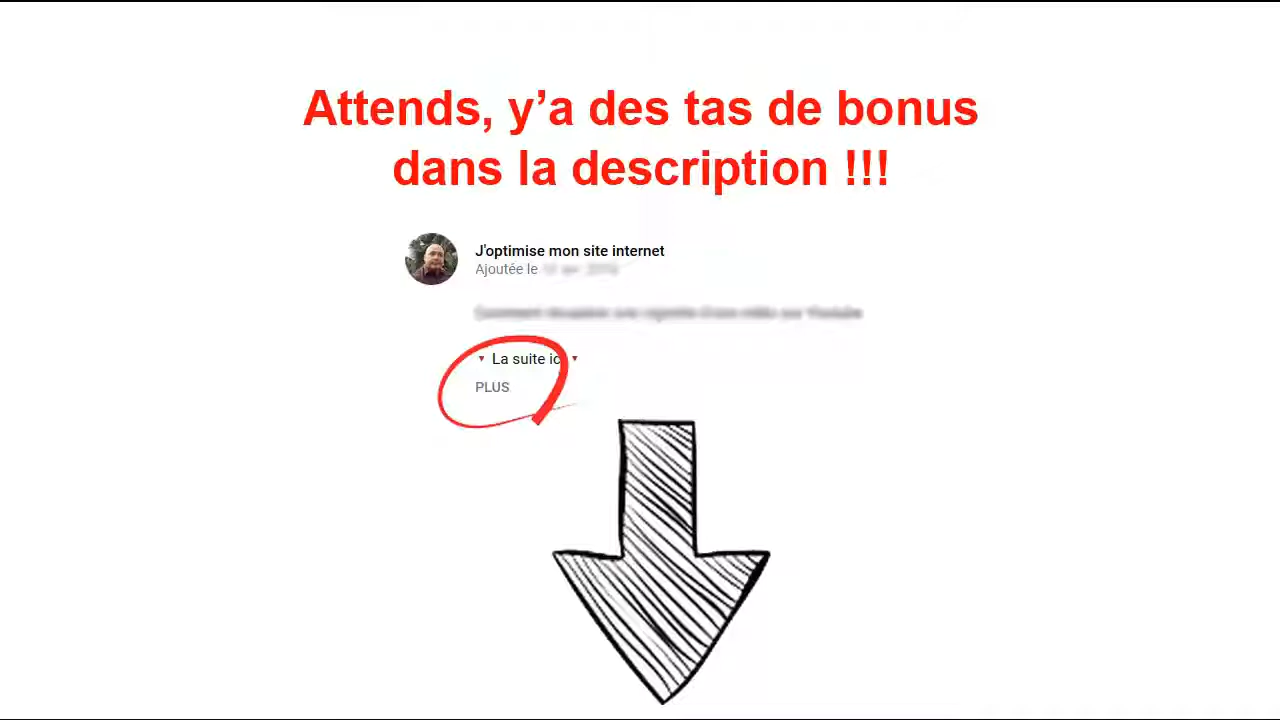 Attends, y’a des tas de bonus
dans la description !!!
J'optimise mon site internet
Ajoutée le
La suite ic
PLUS